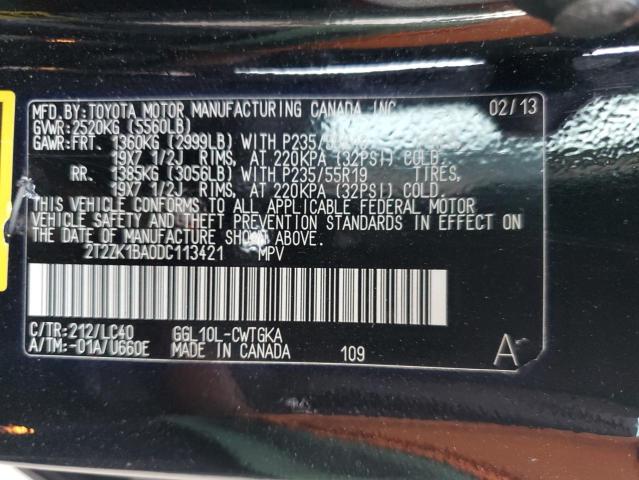 MFD.BY:TOYOTA MOTOR MANUFACTURING CANADA INC. 02/13
GVWR:2520KG (5560LB)
GAWR:FRT. 1360KG (2999LB) WITH P235/
19X7 1/2J RIMS, AT 220KPA (32PSI) COLD.
RR. 1385KG (3056LB) WITH P235/55R19 TIRES,
19X7 1/2J RIMS, AT 220KPA (32PSI) COLD.
THIS VEHICLE CONFORMS TO ALL APPLICABLE FEDERAL MOTOR
VEHICLE SAFETY AND THEFT PREVENTION STANDARDS IN EFFECT ON
THE DATE OF MANUFACTURE SHOWN ABOVE.
2T2ZK1BA0DC113421 MPV
C/TR:212/LC40 GGL10L-CWTGKA
A/TM:-01A/U660E MADE IN CANADA 109 A-